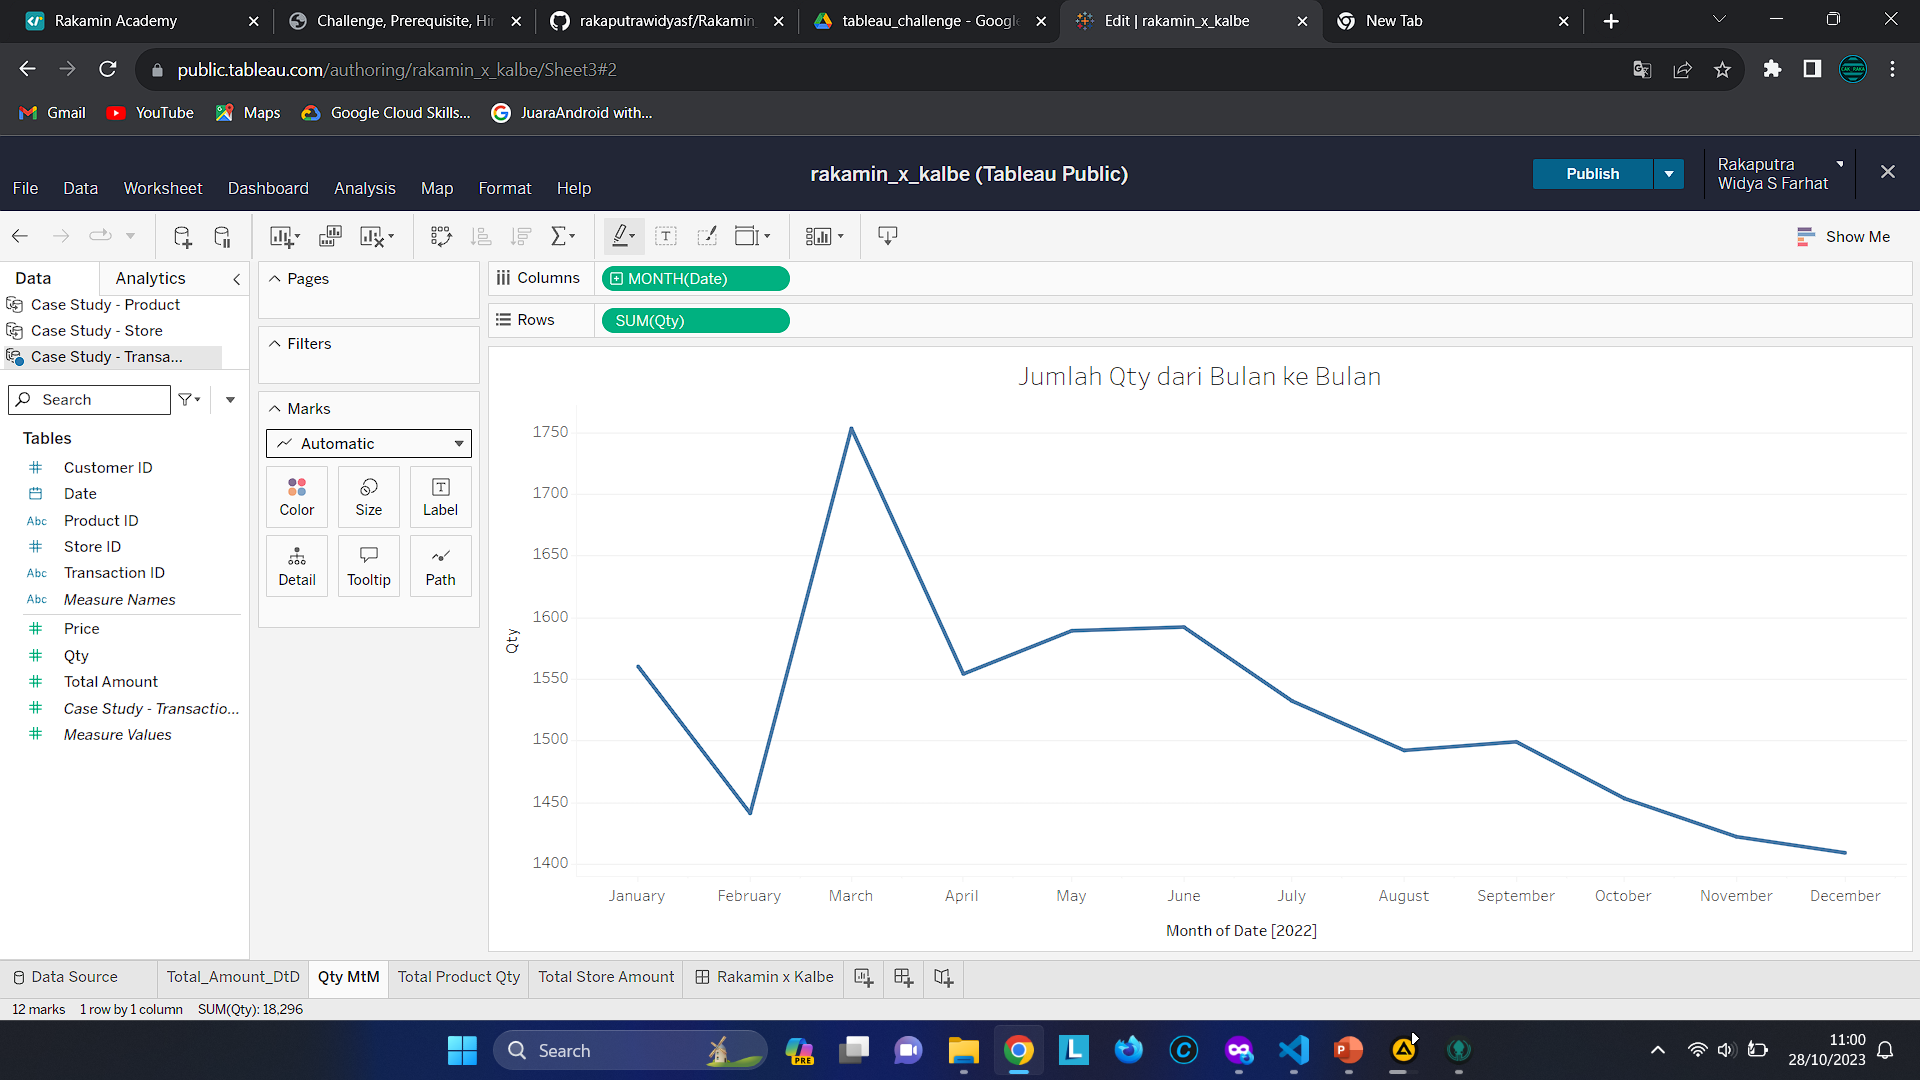 Rakamin Academy
Challenge, Prerequisite, Hin
rakaputrawidyasf/Rakamin_
tableau_challenge - Google
Edit | rakamin_x_kalbe
New Tab
public.tableau.com/authoring/rakamin_x_kalbe/Sheet3#2
Gmail
YouTube
Maps
Google Cloud Skills...
JuaraAndroid with...
rakamin_x_kalbe (Tableau Public)
Publish
Rakaputra
Widya S Farhat
File
Data
Worksheet
Dashboard
Analysis
Map
Format
Help
Show Me
Data
Analytics
Case Study - Product
Case Study - Store
Case Study - Transa...
Search
Tables
Customer ID
Date
Abc Product ID
Store ID
Abc Transaction ID
Abc Measure Names
Price
Qty
Total Amount
Case Study - Transactio...
Measure Values
Pages
Filters
Marks
Automatic
Color
Size
T
Label
Detail
Tooltip
Path
Columns
MONTH(Date)
Rows
SUM(Qty)
Jumlah Qty dari Bulan ke Bulan
1750
1700
1650
1600
1550
1500
1450
1400
Qty
January
February
March
April
May
June
July
August
September
October
November
December
Month of Date [2022]
Data Source
Total_Amount_DtD
Qty MtM
Total Product Qty
Total Store Amount
Rakamin x Kalbe
12 marks
1 row by 1 column
SUM(Qty): 18,296
Search
PRE
L
C
P
11:00
28/10/2023